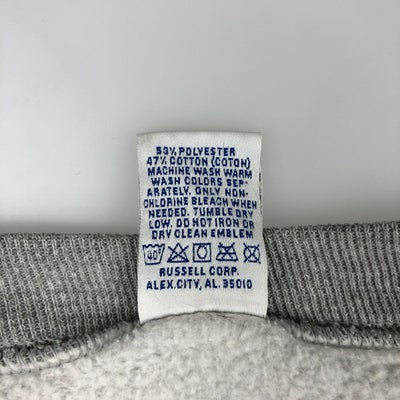 53% POLYESTER
47% COTTON (COTON)
MACHINE WASH WARM
WASH COLORS SEP
ARATELY. ONLY NON-
CHLORINE BLEACH WHEN
NEEDED. TUMBLE DRY
LOW. DO NOT IRON OR
DRY CLEAN EMBLEM
40°
RUSSELL CORP.
ALEX.CITY, AL. 35010